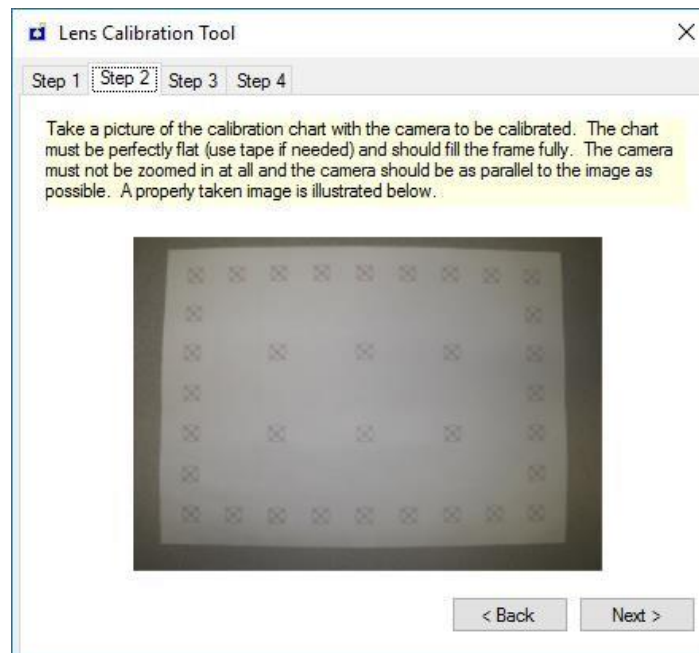 Lens Calibration Tool
Step 1 Step 2 Step 3 Step 4
Take a picture of the calibration chart with the camera to be calibrated. The chart
must be perfectly flat (use tape if needed) and should fill the frame fully. The camera
must not be zoomed in at all and the camera should be as parallel to the image as
possible. A properly taken image is illustrated below.
< Back Next >